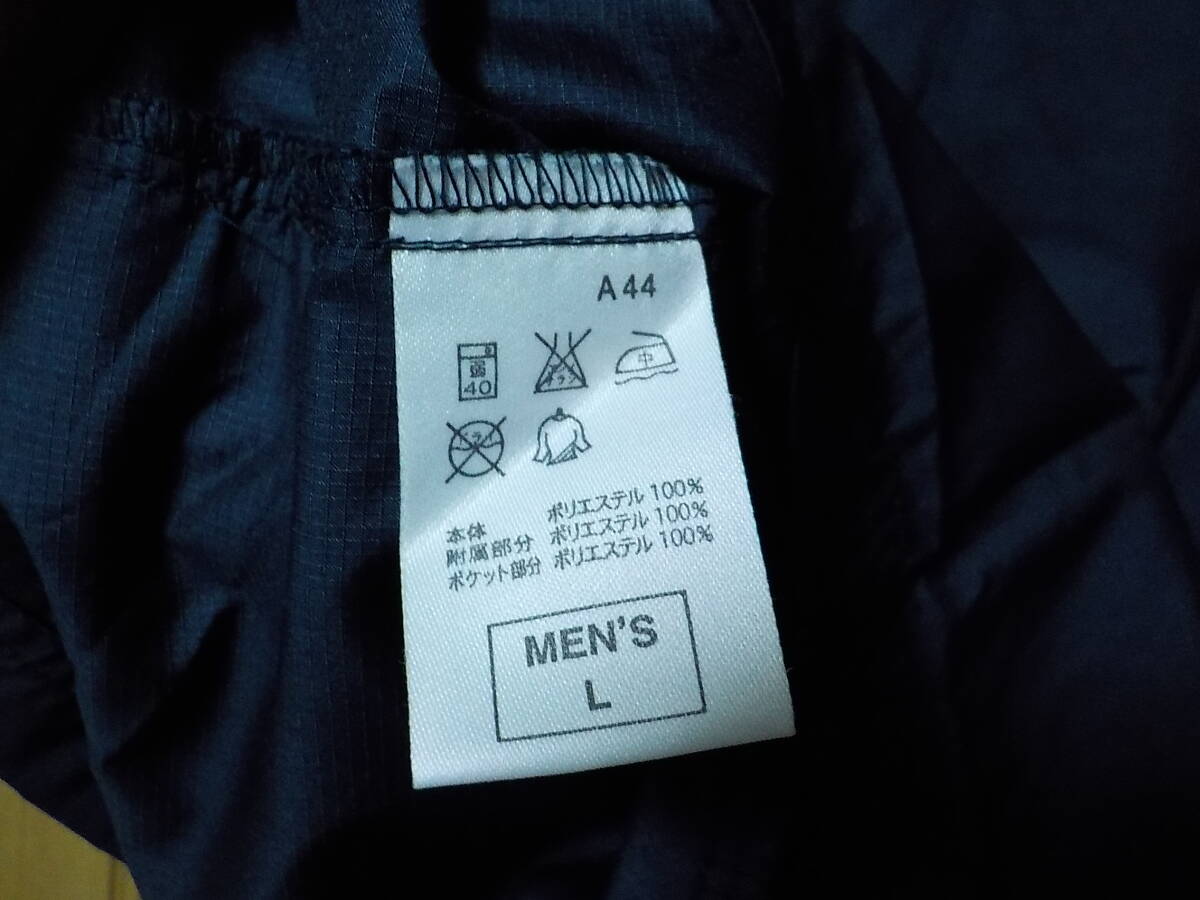 A44
弱
40
中
本体 ポリエステル 100%
附属部分 ポリエステル 100%
ポケット部分 ポリエステル 100%
MEN'S
L